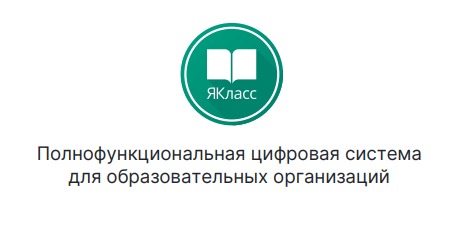 ЯКласс
Полнофункциональная цифровая система
для образовательных организаций